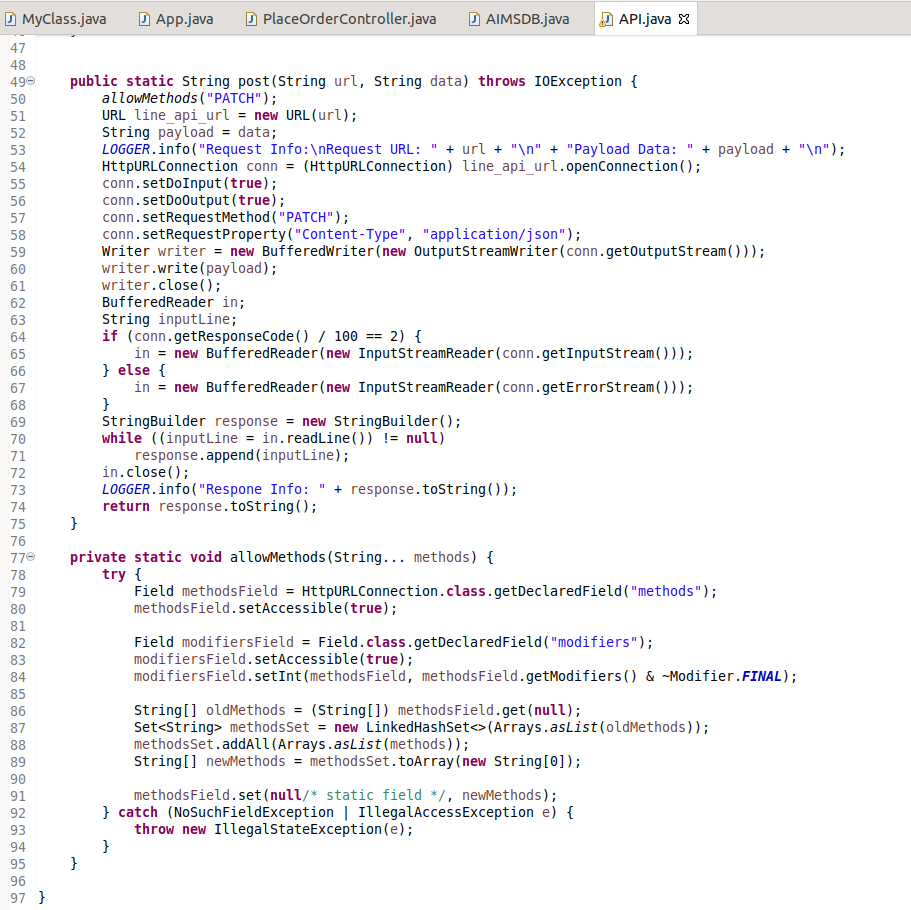 MyClass.java App.java PlaceOrderController.java AIMSDB.java API.java
47
48
49 public static String post(String url, String data) throws IOException {
50 allowMethods("PATCH");
51 URL line_api_url = new URL(url);
52 String payload = data;
53 LOGGER.info("Request Info:\nRequest URL: " + url + "\n" + "Payload Data: " + payload + "\n");
54 HttpURLConnection conn = (HttpURLConnection) line_api_url.openConnection();
55 conn.setDoInput(true);
56 conn.setDoOutput(true);
57 conn.setRequestMethod("PATCH");
58 conn.setRequestProperty("Content-Type", "application/json");
59 Writer writer = new BufferedWriter(new OutputStreamWriter(conn.getOutputStream()));
60 writer.write(payload);
61 writer.close();
62 BufferedReader in;
63 String inputLine;
64 if (conn.getResponseCode() / 100 == 2) {
65 in = new BufferedReader(new InputStreamReader(conn.getInputStream()));
66 } else {
67 in = new BufferedReader(new InputStreamReader(conn.getErrorStream()));
68 }
69 StringBuilder response = new StringBuilder();
70 while ((inputLine = in.readLine()) != null)
71 response.append(inputLine);
72 in.close();
73 LOGGER.info("Respone Info: " + response.toString());
74 return response.toString();
75 }
76
77 private static void allowMethods(String... methods) {
78 try {
79 Field methodsField = HttpURLConnection.class.getDeclaredField("methods");
80 methodsField.setAccessible(true);
81
82 Field modifiersField = Field.class.getDeclaredField("modifiers");
83 modifiersField.setAccessible(true);
84 modifiersField.setInt(methodsField, methodsField.getModifiers() & ~Modifier.FINAL);
85
86 String[] oldMethods = (String[]) methodsField.get(null);
87 Set<String> methodsSet = new LinkedHashSet<>(Arrays.asList(oldMethods));
88 methodsSet.addAll(Arrays.asList(methods));
89 String[] newMethods = methodsSet.toArray(new String[0]);
90
91 methodsField.set(null/* static field */, newMethods);
92 } catch (NoSuchFieldException | IllegalAccessException e) {
93 throw new IllegalStateException(e);
94 }
95 }
96
97 }